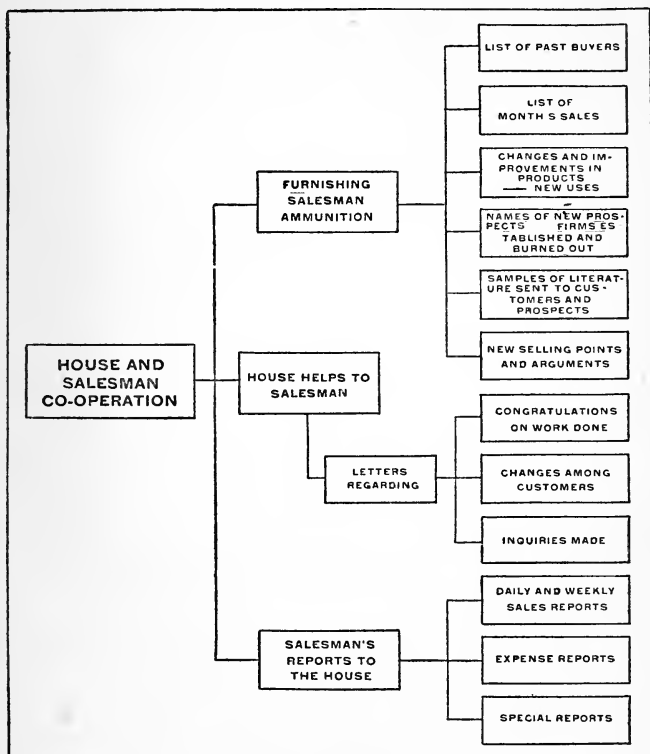 LIST OF PAST BUYERS
LIST OF
MONTH S SALES
CHANGES AND IM-
PROVEMENTS IN
PRODUCTS
— NEW USES
FURNISHING
SALESMAN
AMMUNITION
NAMES OF NEW PROS-
PECTS FIRMS ES
TABLISHED AND
BURNED OUT
SAMPLES OF LITERAT-
URE SENT TO CUS-
TOMERS AND
PROSPECTS
NEW SELLING POINTS
AND ARGUMENTS
HOUSE AND
SALESMAN
CO-OPERATION
HOUSE HELPS TO
SALESMAN
LETTERS
REGARDING
CONGRATULATIONS
ON WORK DONE
CHANGES AMONG
CUSTOMERS
INQUIRIES MADE
SALESMAN'S
REPORTS TO
THE HOUSE
DAILY AND WEEKLY
SALES REPORTS
EXPENSE REPORTS
SPECIAL REPORTS